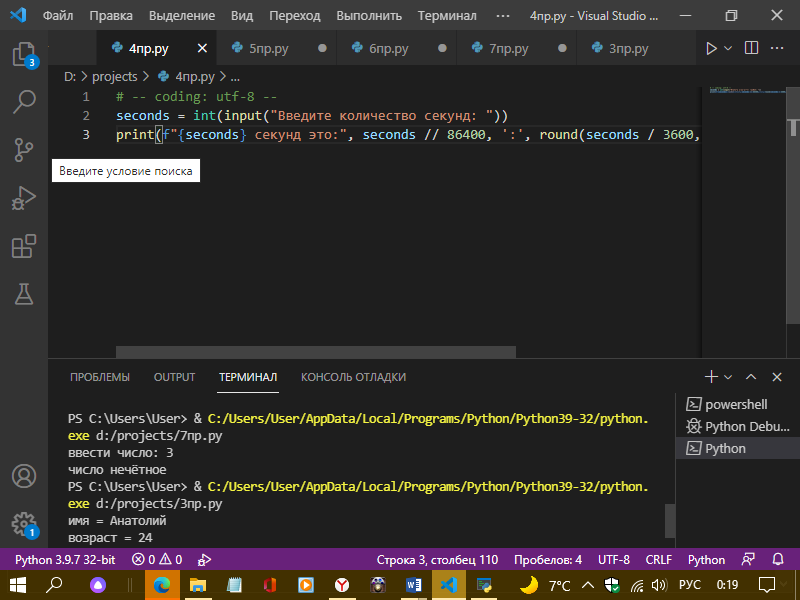 Файл Правка Выделение Вид Переход Выполнить Терминал ··· 4пр.py - Visual Studio ...
4пр.py 5пр.py 6пр.py 7пр.py 3пр.py
D: > projects > 4пр.py > ...
1 # -- coding: utf-8 --
2 seconds = int(input("Введите количество секунд: "))
3 print(f"{seconds} секунд это:", seconds // 86400, ':', round(seconds / 3600,
Введите условие поиска
3
ПРОБЛЕМЫ OUTPUT ТЕРМИНАЛ КОНСОЛЬ ОТЛАДКИ
PS C:\Users\User> & C:/Users/User/AppData/Local/Programs/Python/Python39-32/python.
exe d:/projects/7пр.py
ввести число: 3
число нечётное
PS C:\Users\User> & C:/Users/User/AppData/Local/Programs/Python/Python39-32/python.
exe d:/projects/3пр.py
имя = Анатолий
возраст = 24
powershell
Python Debu...
Python
1
Python 3.9.7 32-bit 0 0 Строка 3, столбец 110 Пробелов: 4 UTF-8 CRLF Python
7°C РУС 0:19